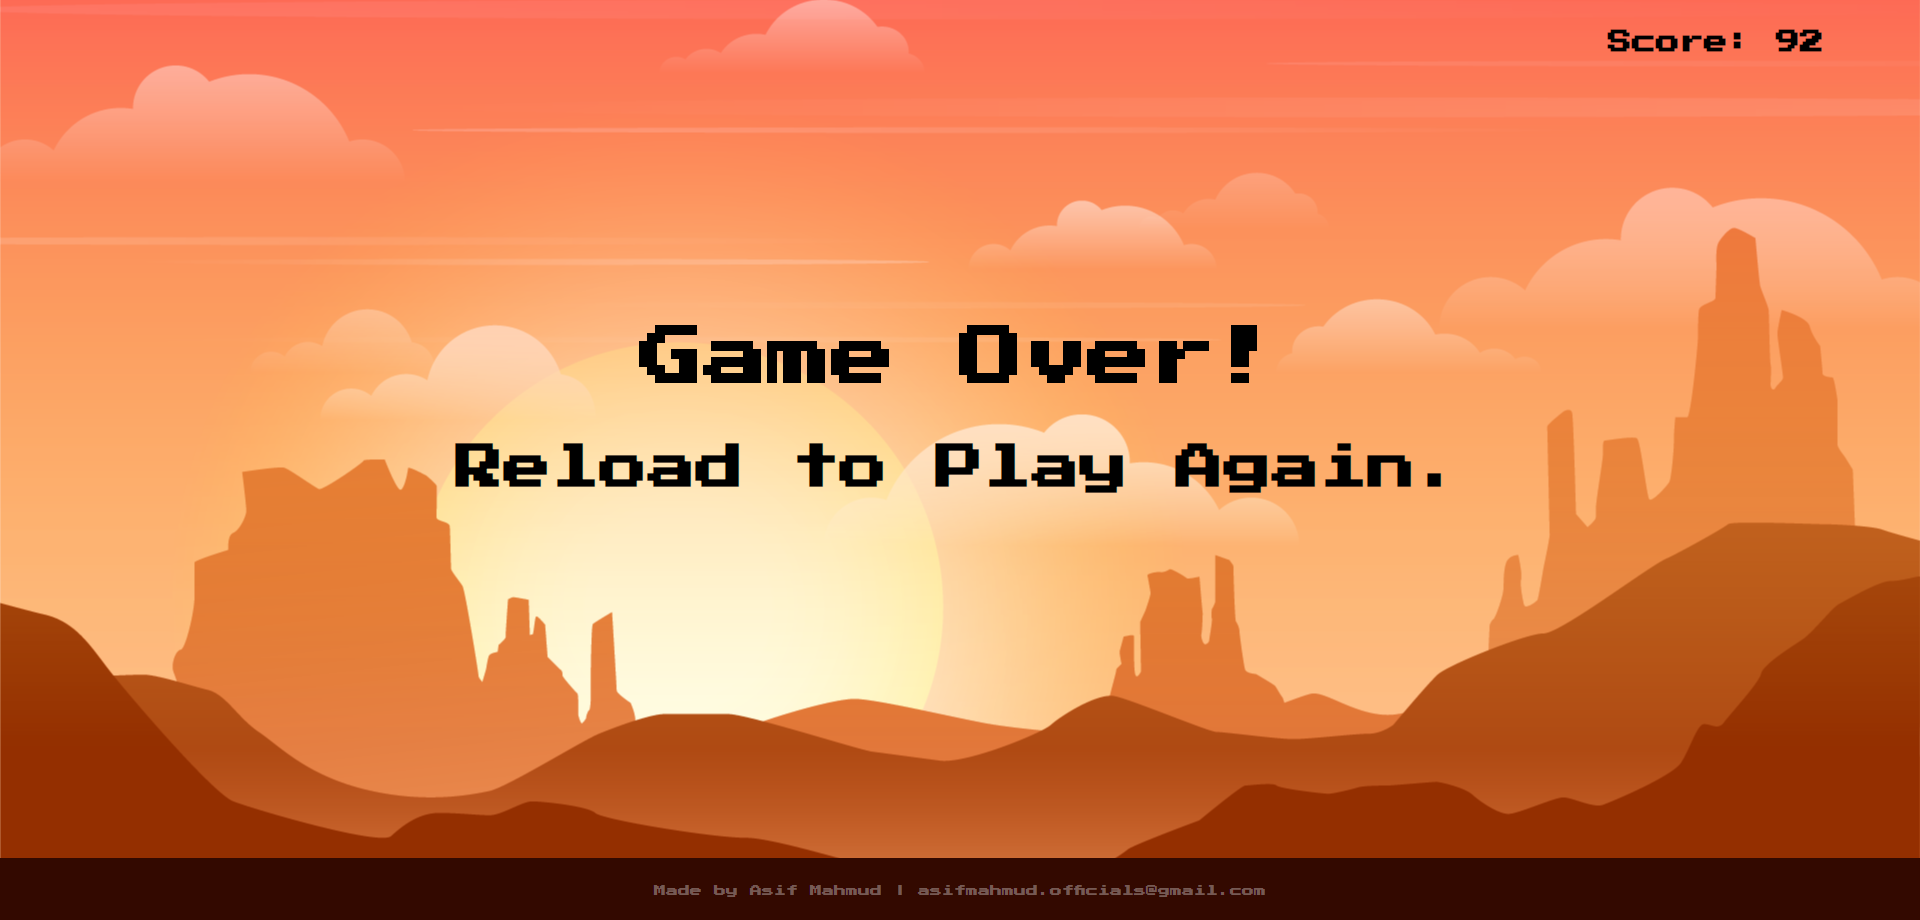 Score: 92
Game Over!
Reload to Play Again.
Made by Asif Mahmud | asifmahmud.officials@gmail.com